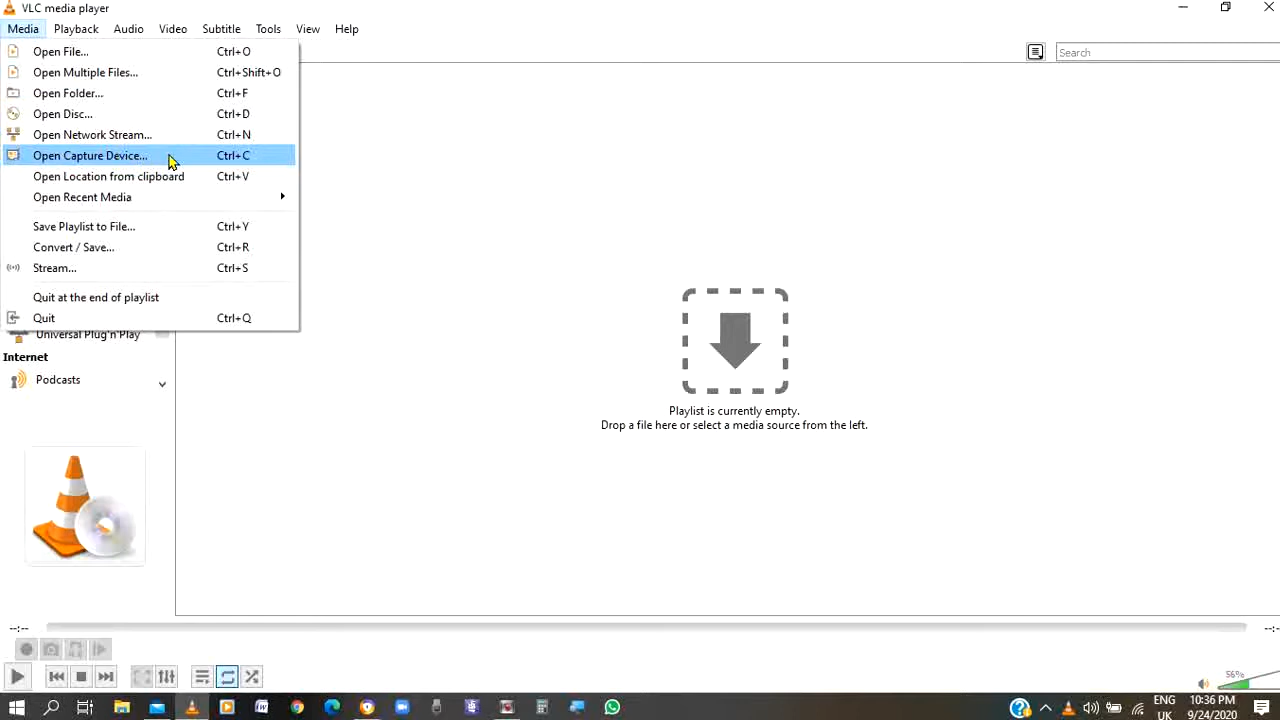 VLC media player
Media Playback Audio Video Subtitle Tools View Help
Open File... Ctrl+O
Open Multiple Files... Ctrl+Shift+O
Open Folder... Ctrl+F
Open Disc... Ctrl+D
Open Network Stream... Ctrl+N
Open Capture Device... Ctrl+C
Open Location from clipboard Ctrl+V
Open Recent Media
Save Playlist to File... Ctrl+Y
Convert / Save... Ctrl+R
Stream... Ctrl+S
Quit at the end of playlist
Quit Ctrl+Q
Search
Universal Plug'n'Play
Internet
Podcasts
Playlist is currently empty.
Drop a file here or select a media source from the left.
--:-- --:--
56%
ENG
UK
10:36 PM
9/24/2020